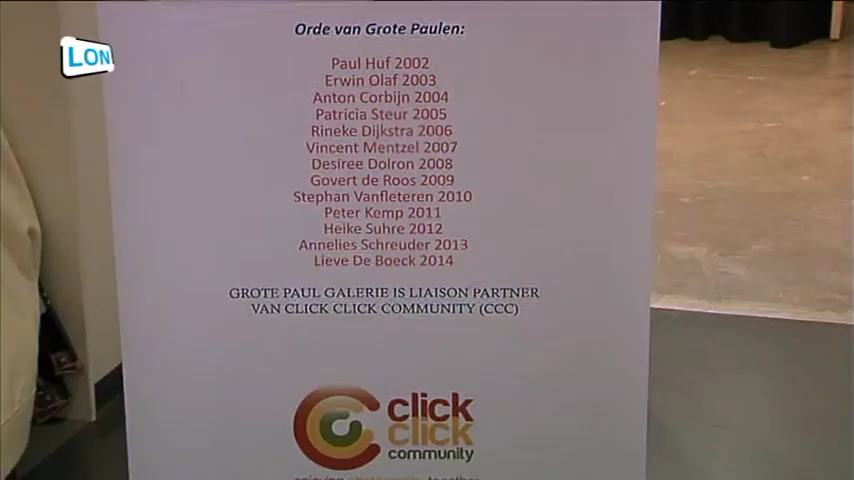 LON
Orde van Grote Paulen:
Paul Huf 2002
Erwin Olaf 2003
Anton Corbijn 2004
Patricia Steur 2005
Rineke Dijkstra 2006
Vincent Mentzel 2007
Desiree Dolron 2008
Govert de Roos 2009
Stephan Vanfleteren 2010
Peter Kemp 2011
Heike Suhre 2012
Annelies Schreuder 2013
Lieve De Boeck 2014
GROTE PAUL GALERIE IS LIAISON PARTNER
VAN CLICK CLICK COMMUNITY (CCC)
click
click
community